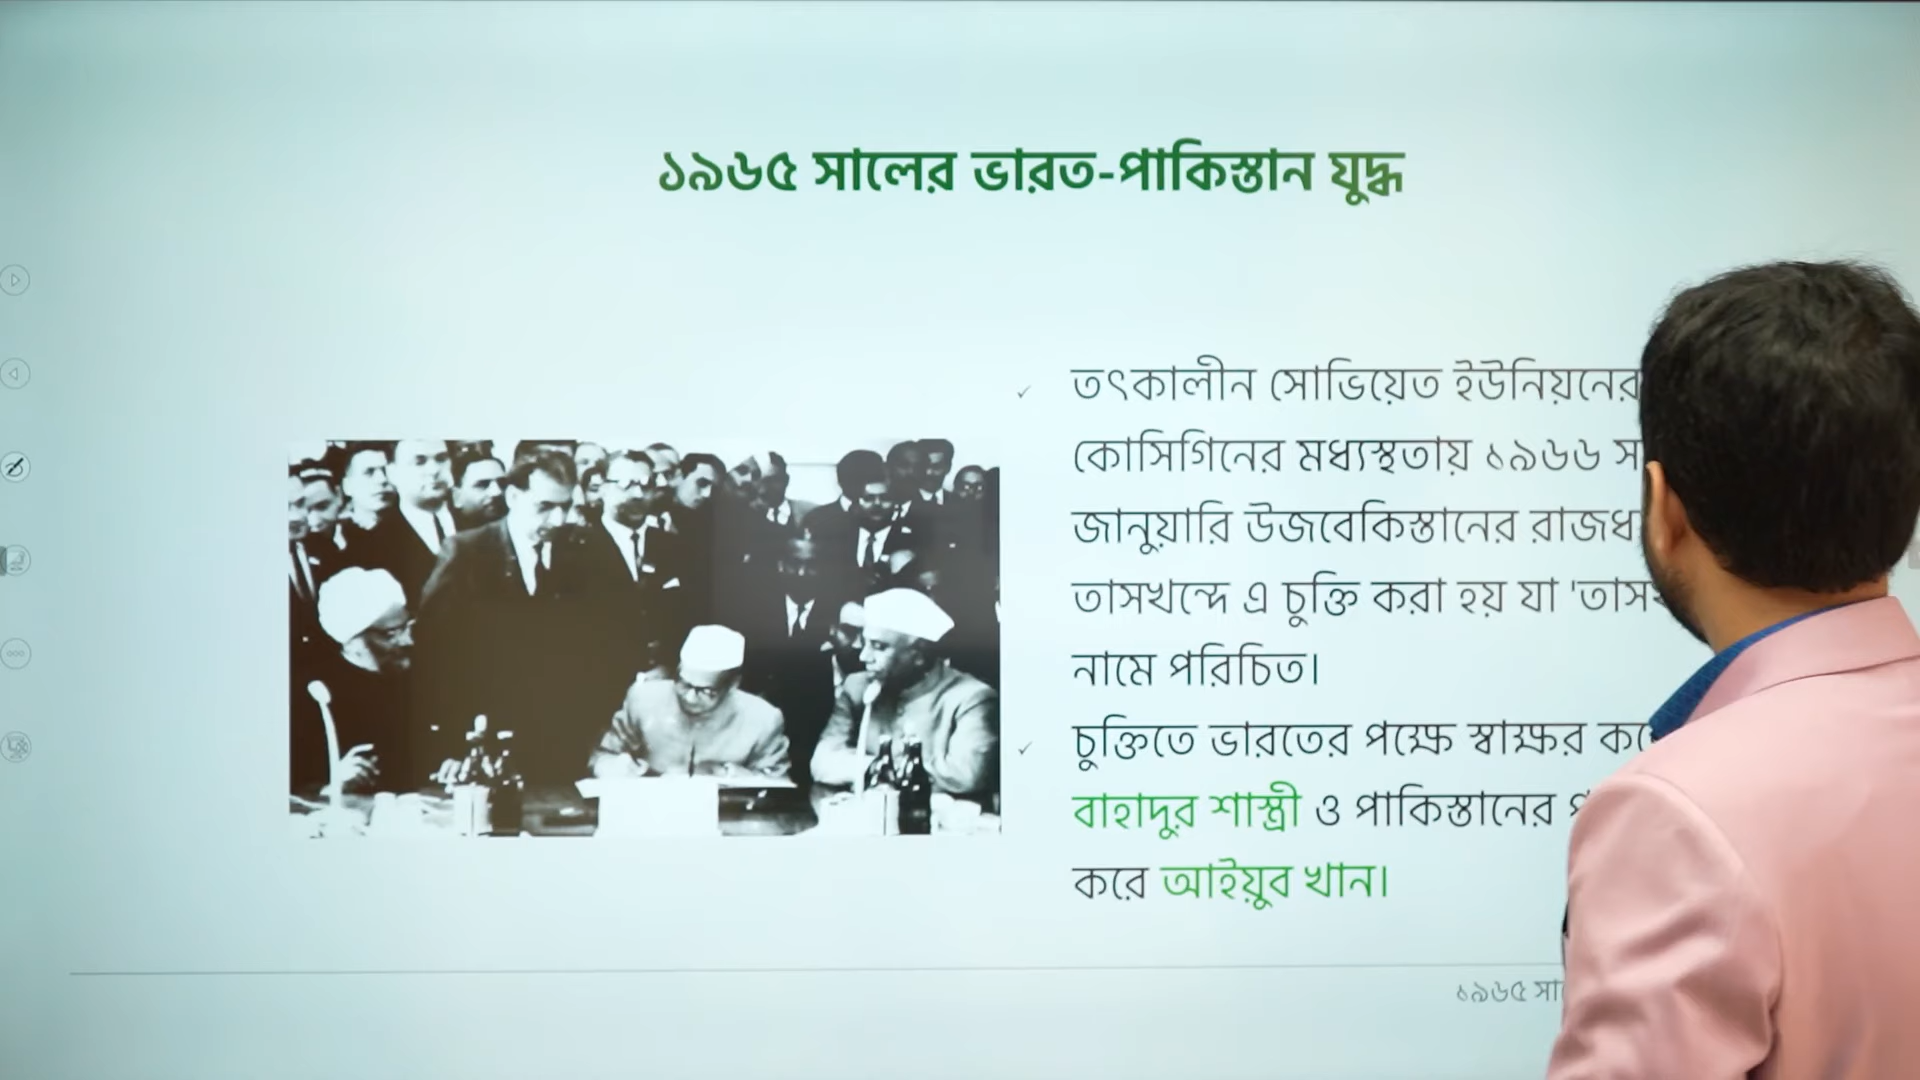 ১৯৬৫ সালের ভারত-পাকিস্তান যুদ্ধ
তৎকালীন সোভিয়েত ইউনিয়নের
কোসিগিনের মধ্যস্থতায় ১৯৬৬
জানুয়ারি উজবেকিস্তানের
তাসখন্দে এ চুক্তি করা হয় যা
নামে পরিচিত।
চুক্তিতে ভারতের পক্ষে স্বাক্ষর
বাহাদুর শাস্ত্রী ও পাকিস্তানের
করে আইয়ুব খান।
১৯৬৫